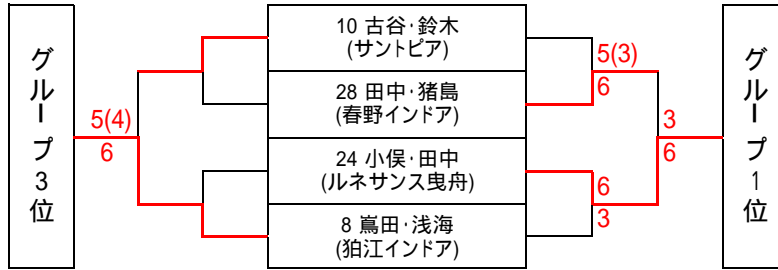 グループ3位
5(4)
6
10 古谷・鈴木
(サントピア)
28 田中・猪島
(春野インドア)
24 小俣・田中
(ルネサンス曳舟)
8 嶌田・浅海
(狛江インドア)
5(3)
6
6
3
3
6
グループ1位